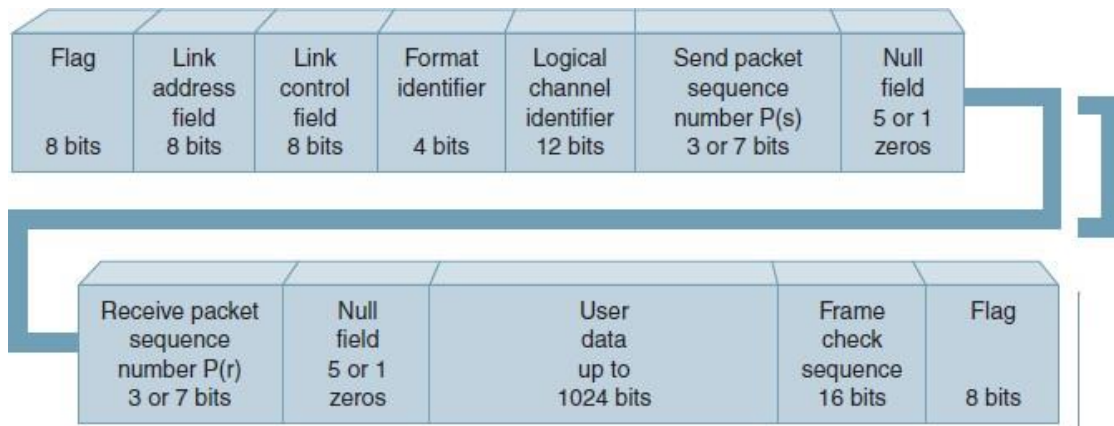 Flag
8 bits
Link
address
field
8 bits
Link
control
field
8 bits
Format
identifier
4 bits
Logical
channel
identifier
12 bits
Send packet
sequence
number P(s)
3 or 7 bits
Null
field
5 or 1
zeros
Receive packet
sequence
number P(r)
3 or 7 bits
Null
field
5 or 1
zeros
User
data
up to
1024 bits
Frame
check
sequence
16 bits
Flag
8 bits